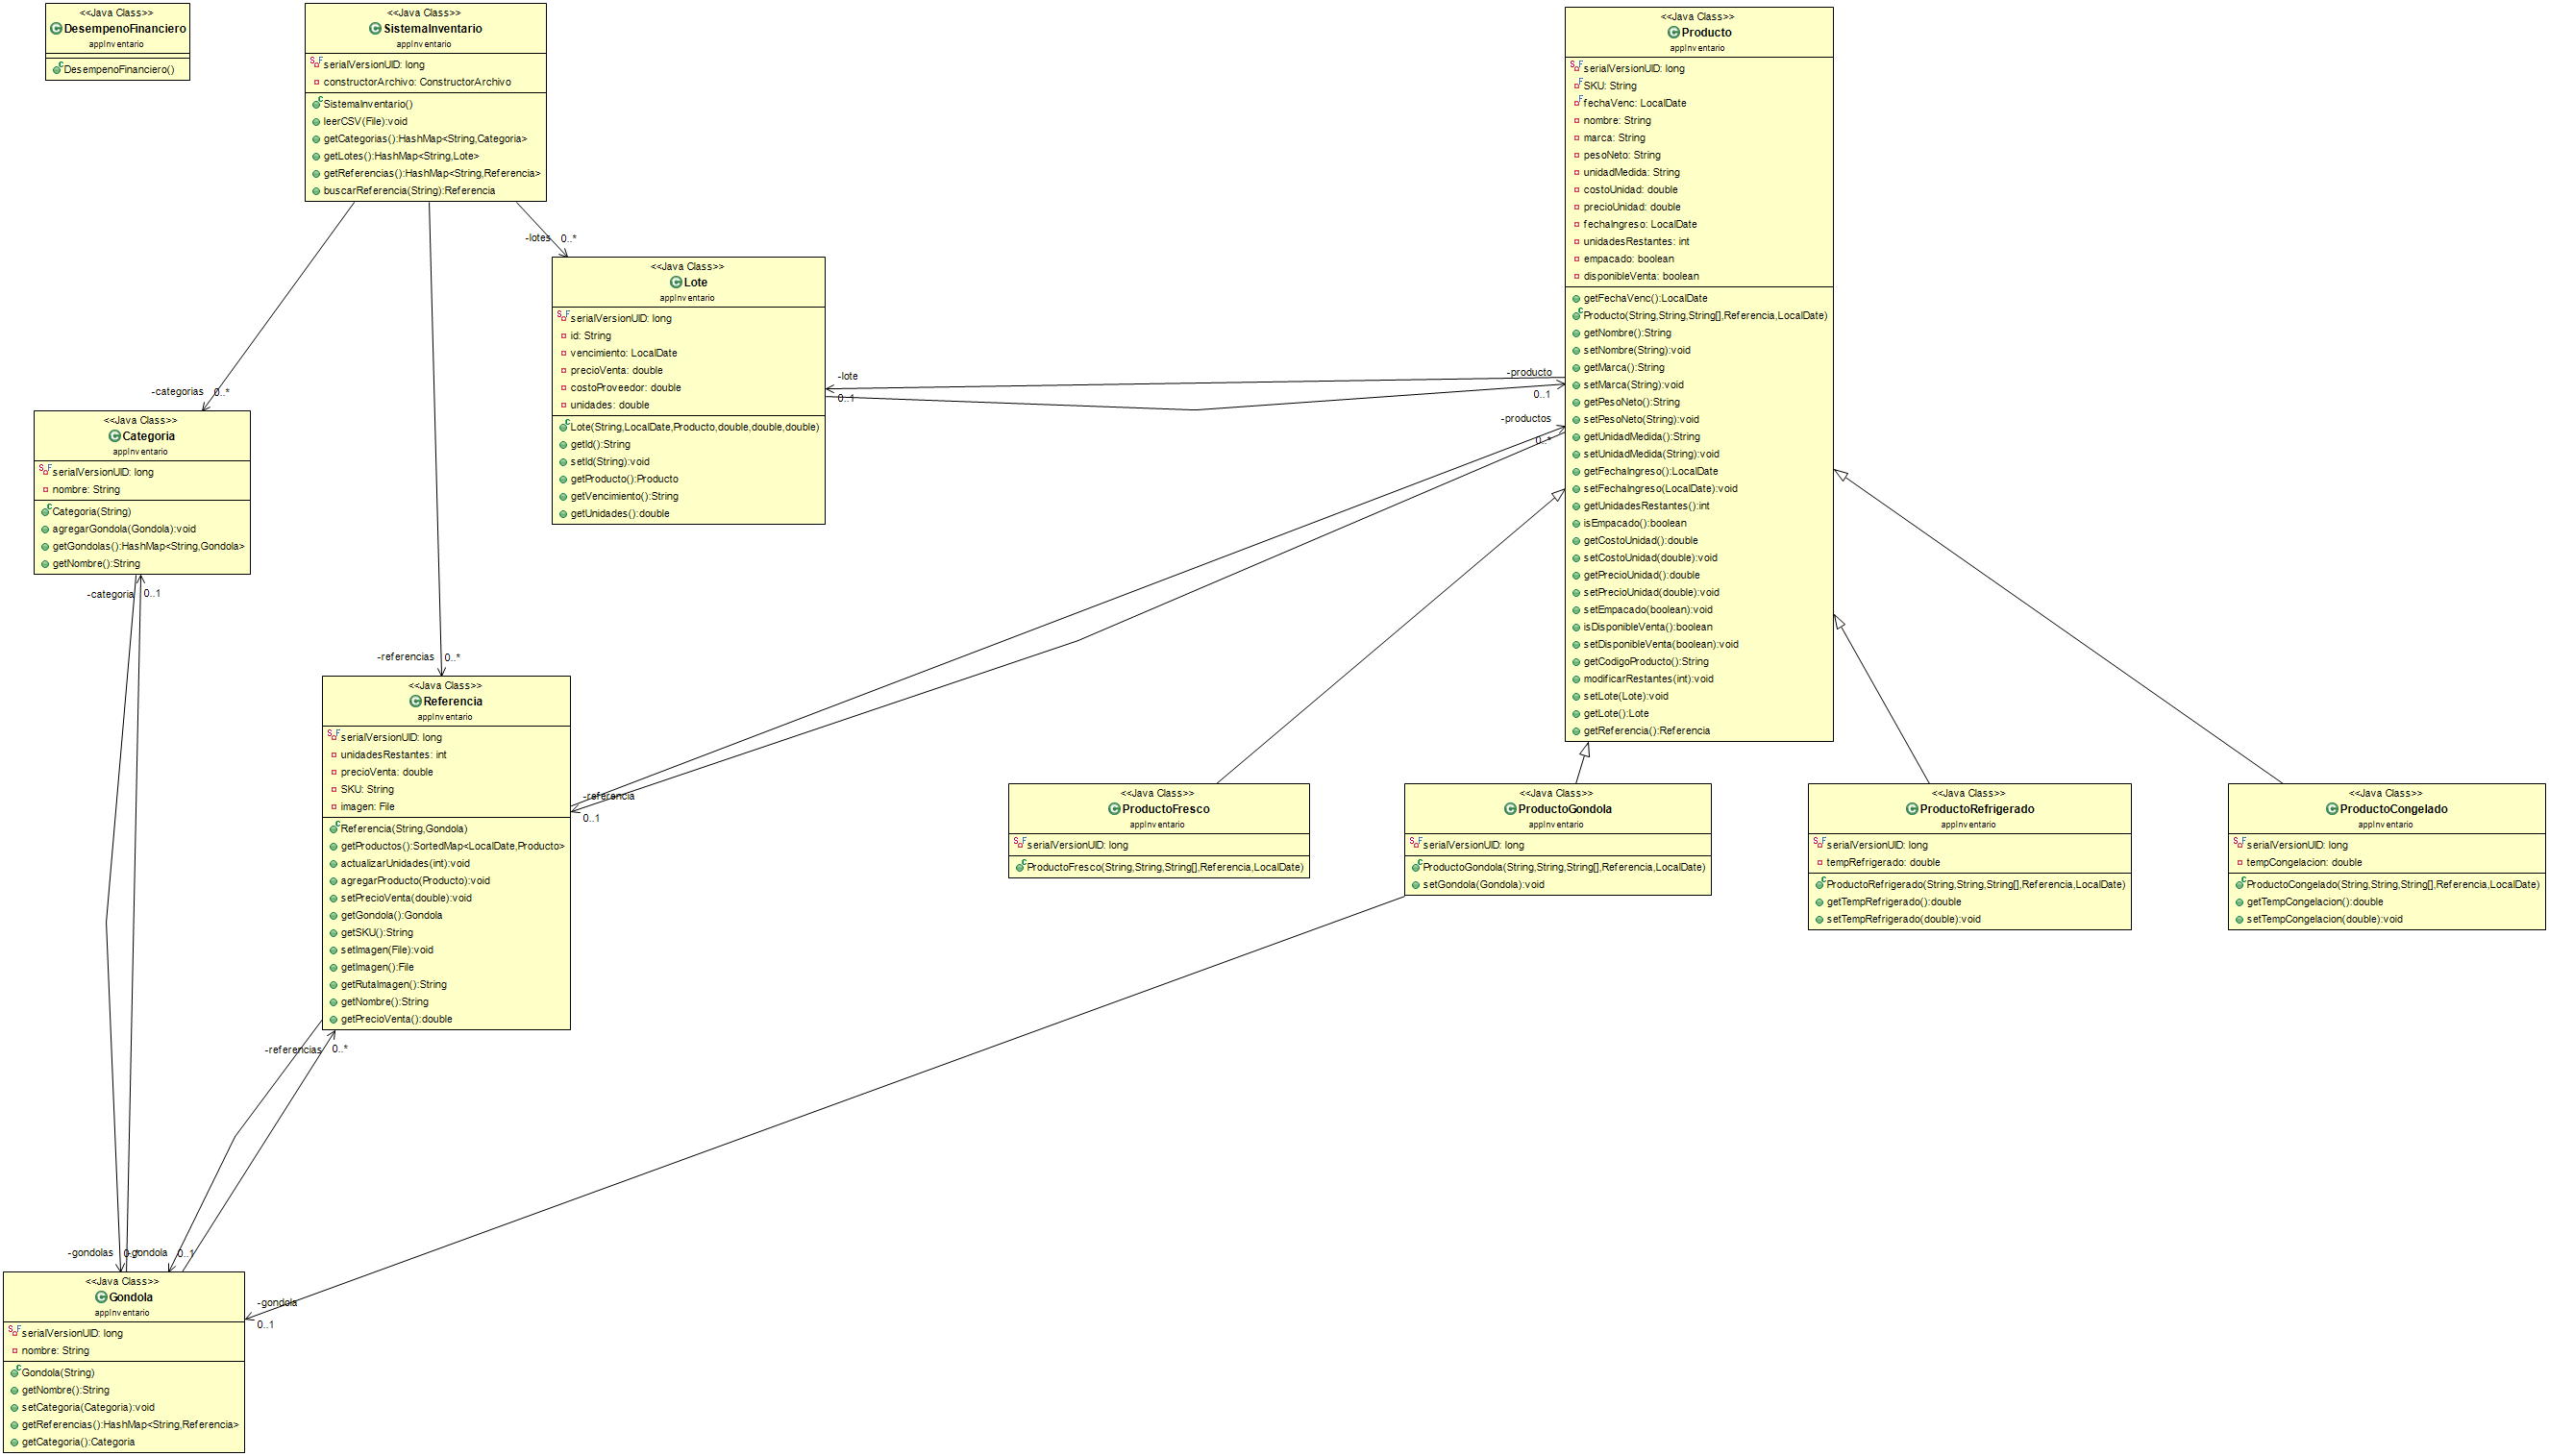 <<Java Class>>
DesempenoFinanciero
appInventario
DesempenoFinanciero()
<<Java Class>>
SistemaInventario
appInventario
serialVersionUID: long
constructorArchivo: ConstructorArchivo
SistemaInventario()
leerCSV(File):void
getCategorias():HashMap<String,Categoria>
getLotes():HashMap<String,Lote>
getReferencias():HashMap<String,Referencia>
buscarReferencia(String):Referencia
-lotes 0..*
<<Java Class>>
Lote
appInventario
serialVersionUID: long
id: String
vencimiento: LocalDate
precioVenta: double
costoProveedor: double
unidades: double
Lote(String,LocalDate,Producto,double,double,double)
getId():String
setId(String):void
getProducto():Producto
getVencimiento():String
getUnidades():double
-lote
0..1
-producto
0..1
-productos
0..*
<<Java Class>>
Producto
appInventario
serialVersionUID: long
SKU: String
fechaVenc: LocalDate
nombre: String
marca: String
pesoNeto: String
unidadMedida: String
costoUnidad: double
precioUnidad: double
fechaIngreso: LocalDate
unidadesRestantes: int
empacado: boolean
disponibleVenta: boolean
getFechaVenc():LocalDate
Producto(String,String,String[],Referencia,LocalDate)
getNombre():String
setNombre(String):void
getMarca():String
setMarca(String):void
getPesoNeto():String
setPesoNeto(String):void
getUnidadMedida():String
setUnidadMedida(String):void
getFechaIngreso():LocalDate
setFechaIngreso(LocalDate):void
getUnidadesRestantes():int
isEmpacado():boolean
getCostoUnidad():double
setCostoUnidad(double):void
getPrecioUnidad():double
setPrecioUnidad(double):void
setEmpacado(boolean):void
isDisponibleVenta():boolean
setDisponibleVenta(boolean):void
getCodigoProducto():String
modificarRestantes(int):void
setLote(Lote):void
getLote():Lote
getReferencia():Referencia
-categorias 0..*
<<Java Class>>
Categoria
appInventario
serialVersionUID: long
nombre: String
Categoria(String)
agregarGondola(Gondola):void
getGondolas():HashMap<String,Gondola>
getNombre():String
-categoria 0..1
-referencias 0..*
<<Java Class>>
Referencia
appInventario
serialVersionUID: long
unidadesRestantes: int
precioVenta: double
SKU: String
imagen: File
Referencia(String,Gondola)
getProductos():SortedMap<LocalDate,Producto>
actualizarUnidades(int):void
agregarProducto(Producto):void
setPrecioVenta(double):void
getGondola():Gondola
getSKU():String
setImagen(File):void
getImagen():File
getRutaImagen():String
getNombre():String
getPrecioVenta():double
-referencia
0..1
-referencias 0..*
<<Java Class>>
ProductoFresco
appInventario
serialVersionUID: long
ProductoFresco(String,String,String[],Referencia,LocalDate)
<<Java Class>>
ProductoGondola
appInventario
serialVersionUID: long
ProductoGondola(String,String,String[],Referencia,LocalDate)
setGondola(Gondola):void
<<Java Class>>
ProductoRefrigerado
appInventario
serialVersionUID: long
tempRefrigerado: double
ProductoRefrigerado(String,String,String[],Referencia,LocalDate)
getTempRefrigerado():double
setTempRefrigerado(double):void
<<Java Class>>
ProductoCongelado
appInventario
serialVersionUID: long
tempCongelacion: double
ProductoCongelado(String,String,String[],Referencia,LocalDate)
getTempCongelacion():double
setTempCongelacion(double):void
-gondolas -gondola 0..1
<<Java Class>>
Gondola
appInventario
serialVersionUID: long
nombre: String
Gondola(String)
getNombre():String
setCategoria(Categoria):void
getReferencias():HashMap<String,Referencia>
getCategoria():Categoria
-gondola
0..1